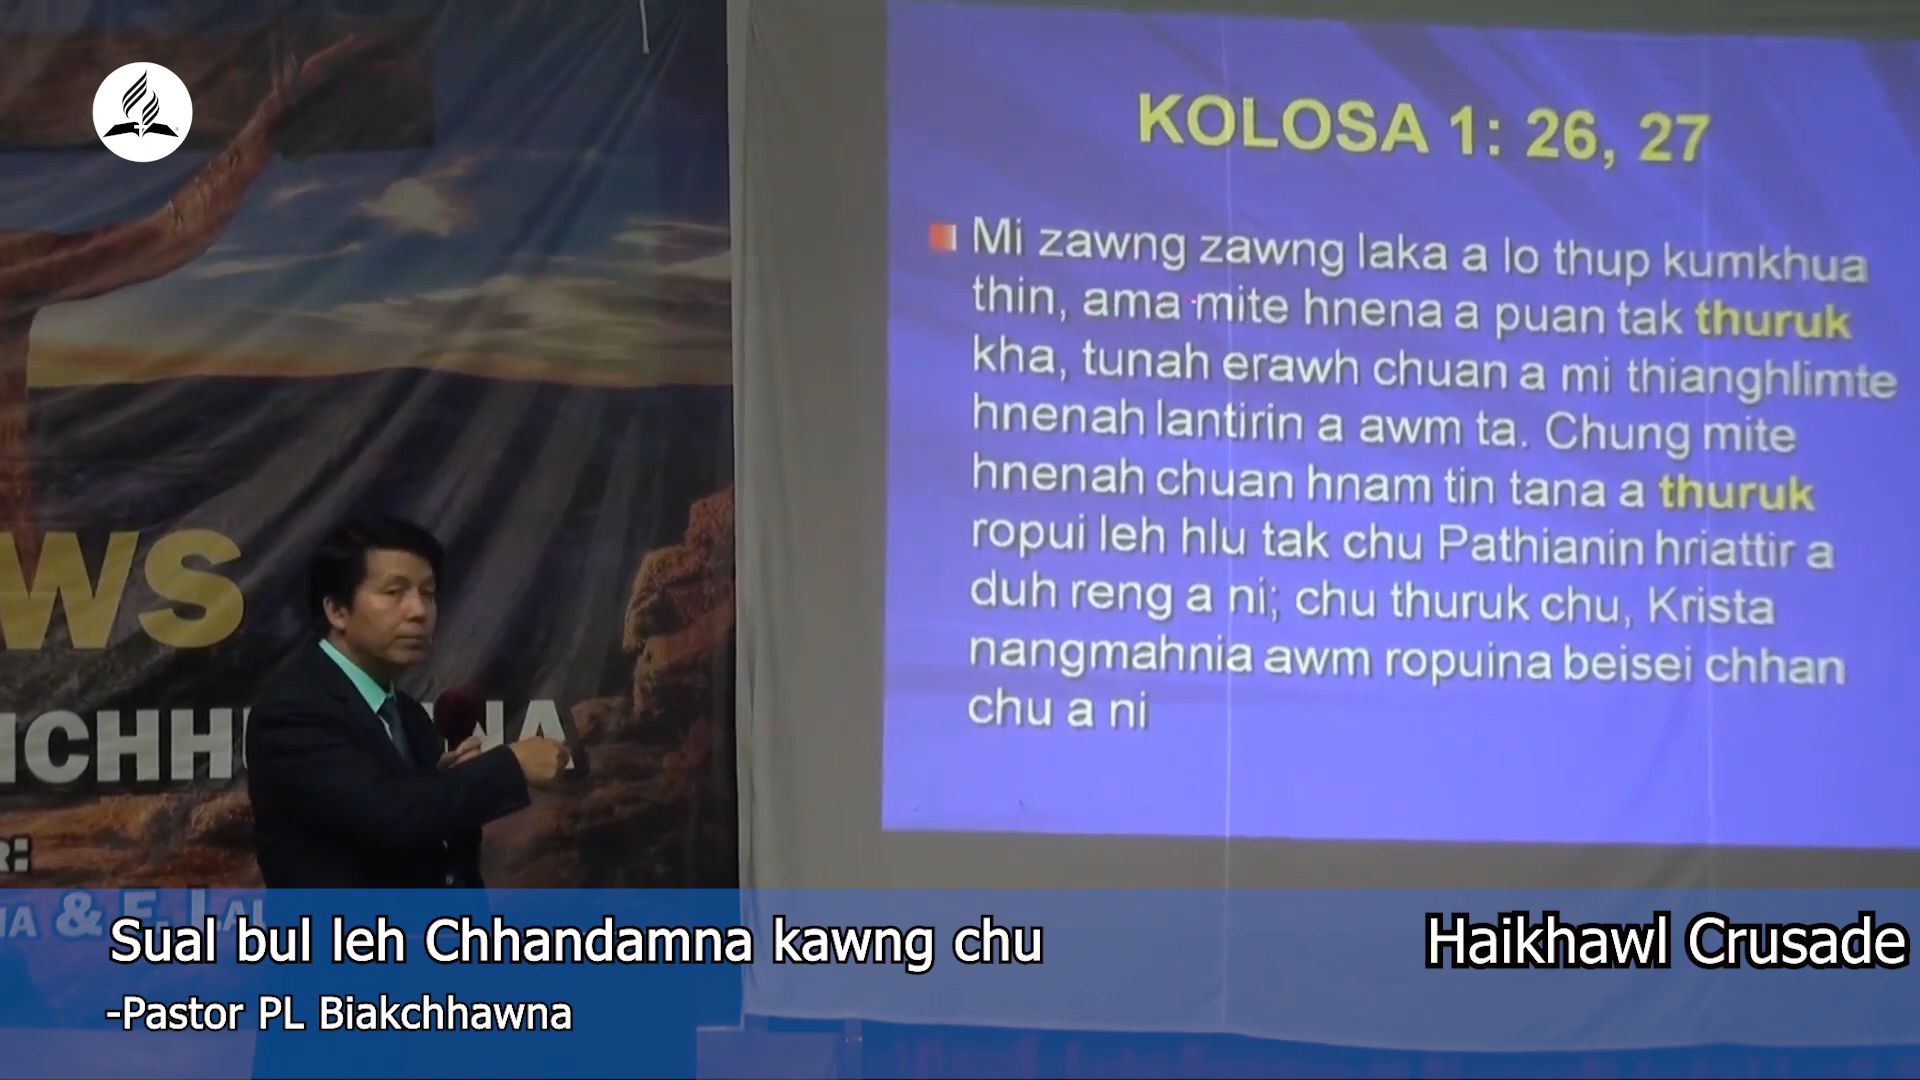 KOLOSA 1: 26, 27
Mi zawng zawng laka a lo thup kumkhua
thin, ama mite hnena a puan tak thuruk
kha, tunah erawh chuan a mi thianghlimte
hnenah lantirin a awm ta. Chung mite
hnenah chuan hnam tin tana a thuruk
ropui leh hlu tak chu Pathianin hriattir a
duh reng a ni; chu thuruk chu, Krista
nangmahnia awm ropuina beisei chhan
chu a ni
WS
Sual bul leh Chhandamna kawng chu
-Pastor PL Biakchhawna
Haikhawl Crusade